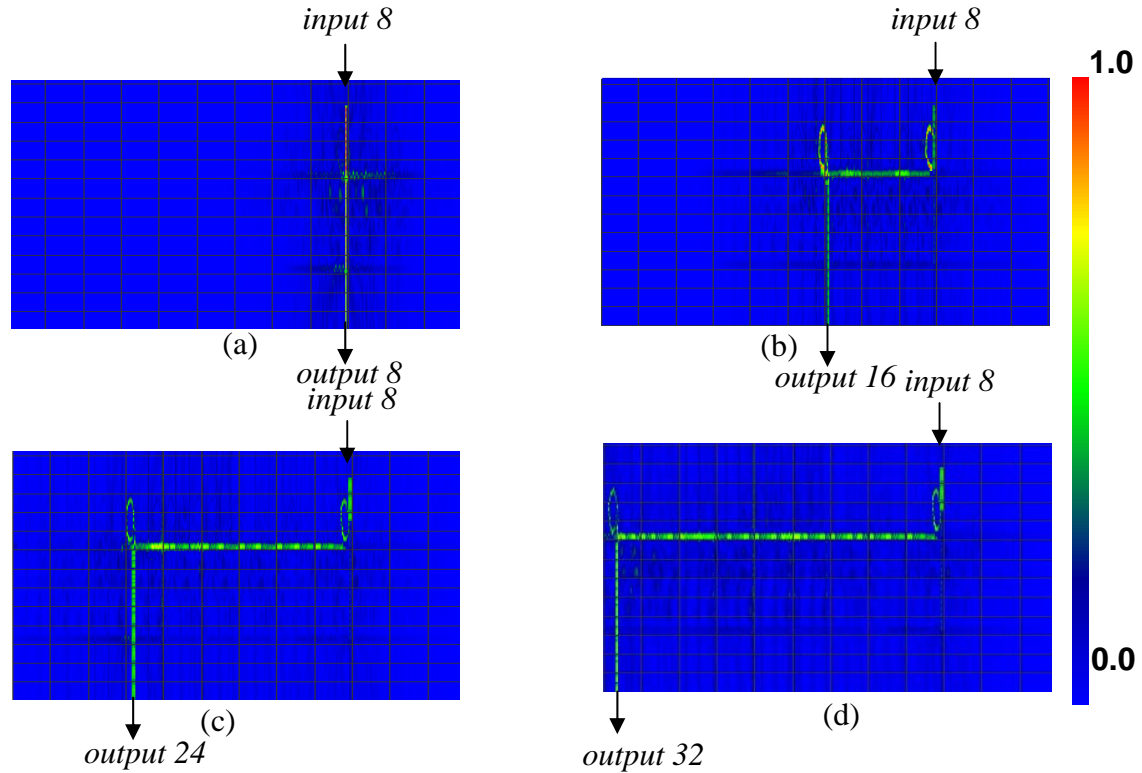 input 8
input 8
1.0
(a)
(b)
output 8
output 16
input 8
input 8
0.0
(c)
(d)
output 24
output 32